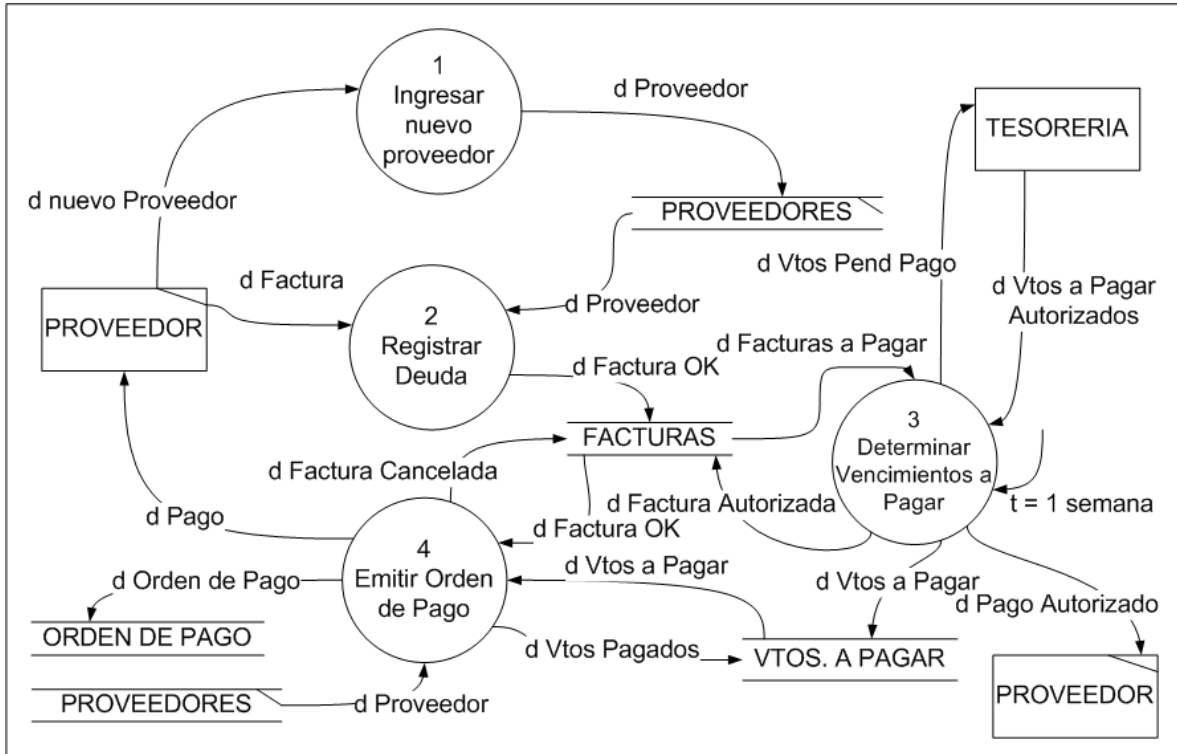 1
Ingresar
nuevo
proveedor
d Proveedor
TESORERIA
d nuevo Proveedor
PROVEEDORES
d Vtos Pend Pago
d Factura
d Vtos a Pagar
Autorizados
PROVEEDOR
d Proveedor
2
Registrar
Deuda
d Facturas a Pagar
d Factura OK
FACTURAS
3
Determinar
Vencimientos a
Pagar
d Factura Cancelada
d Factura Autorizada
t = 1 semana
d Pago
d Factura OK
4
Emitir Orden
de Pago
d Vtos a Pagar
d Vtos a Pagar
d Orden de Pago
d Pago Autorizado
ORDEN DE PAGO
d Vtos Pagados
VTOS. A PAGAR
PROVEEDORES
d Proveedor
PROVEEDOR